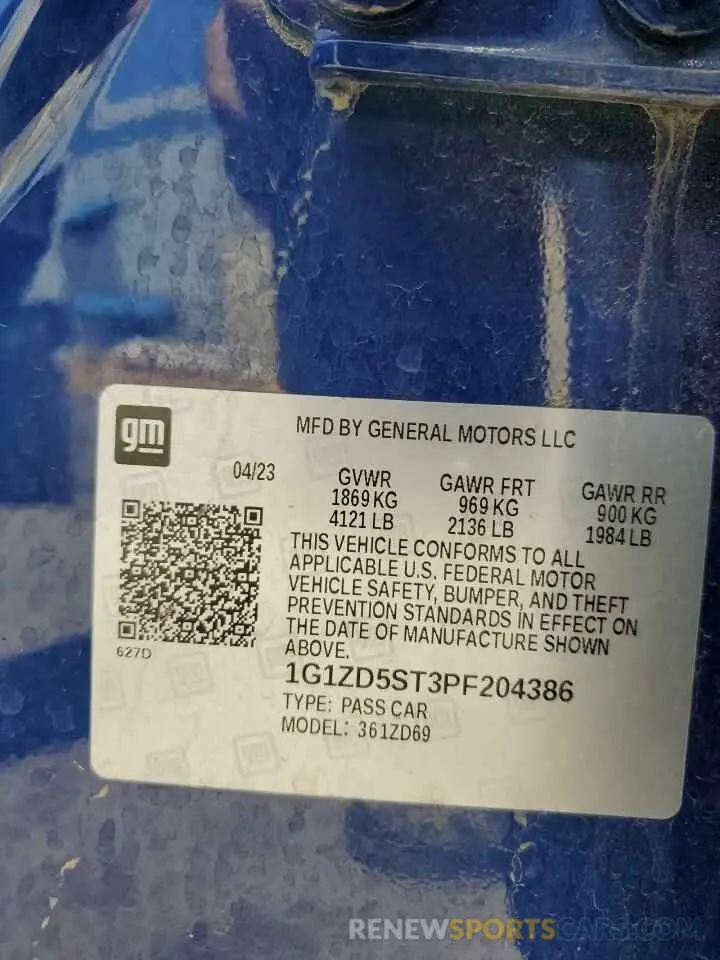 gm
MFD BY GENERAL MOTORS LLC
04/23
GVWR
1869 KG
4121 LB
GAWR FRT
969 KG
2136 LB
GAWR RR
900 KG
1984 LB
THIS VEHICLE CONFORMS TO ALL
APPLICABLE U.S. FEDERAL MOTOR
VEHICLE SAFETY, BUMPER, AND THEFT
PREVENTION STANDARDS IN EFFECT ON
THE DATE OF MANUFACTURE SHOWN
ABOVE.
627D
1G1ZD5ST3PF204386
TYPE: PASS CAR
MODEL: 361ZD69
RENEWSPORTSCARS.COM